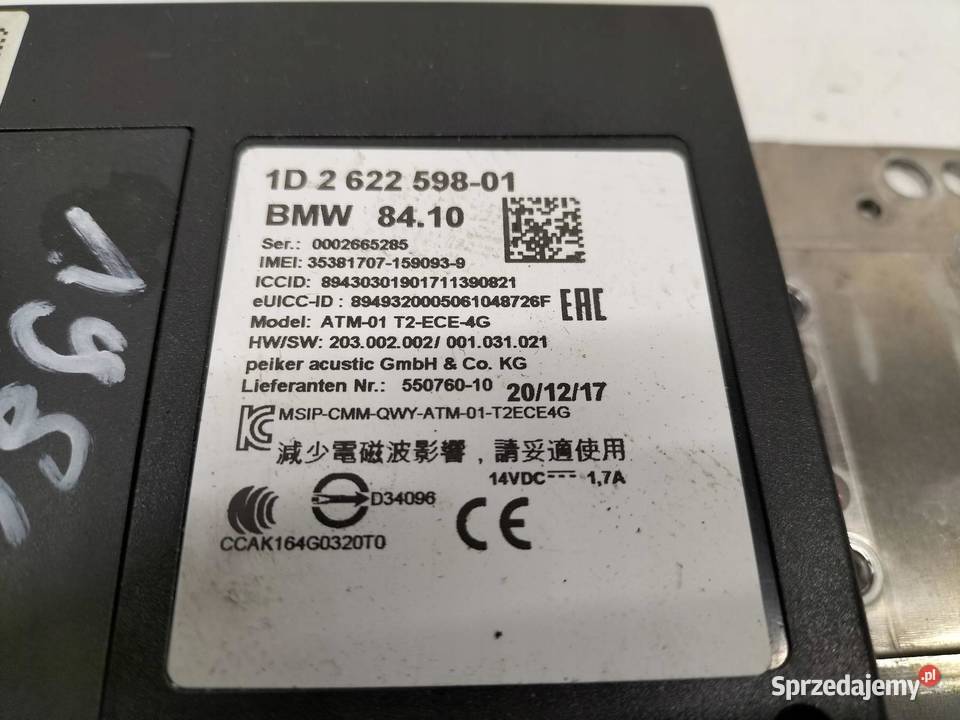 1D 2 622 598-01
BMW 84.10
Ser.: 0002665285
IMEI: 35381707-159093-9
ICCID: 89430301901711390821
eUICC-ID : 8949320005061048726F EAC
Model: ATM-01 T2-ECE-4G
HW/SW: 203.002.002/ 001.031.021
peiker acustic GmbH & Co. KG
Lieferanten Nr.: 550760-10 20/12/17
MSIP-CMM-QWY-ATM-01-T2ECE4G
減少電磁波影響，請妥適使用
14VDC 1,7A
D34096
CCAK164G0320T0
CE
Sprzedajemy.pl